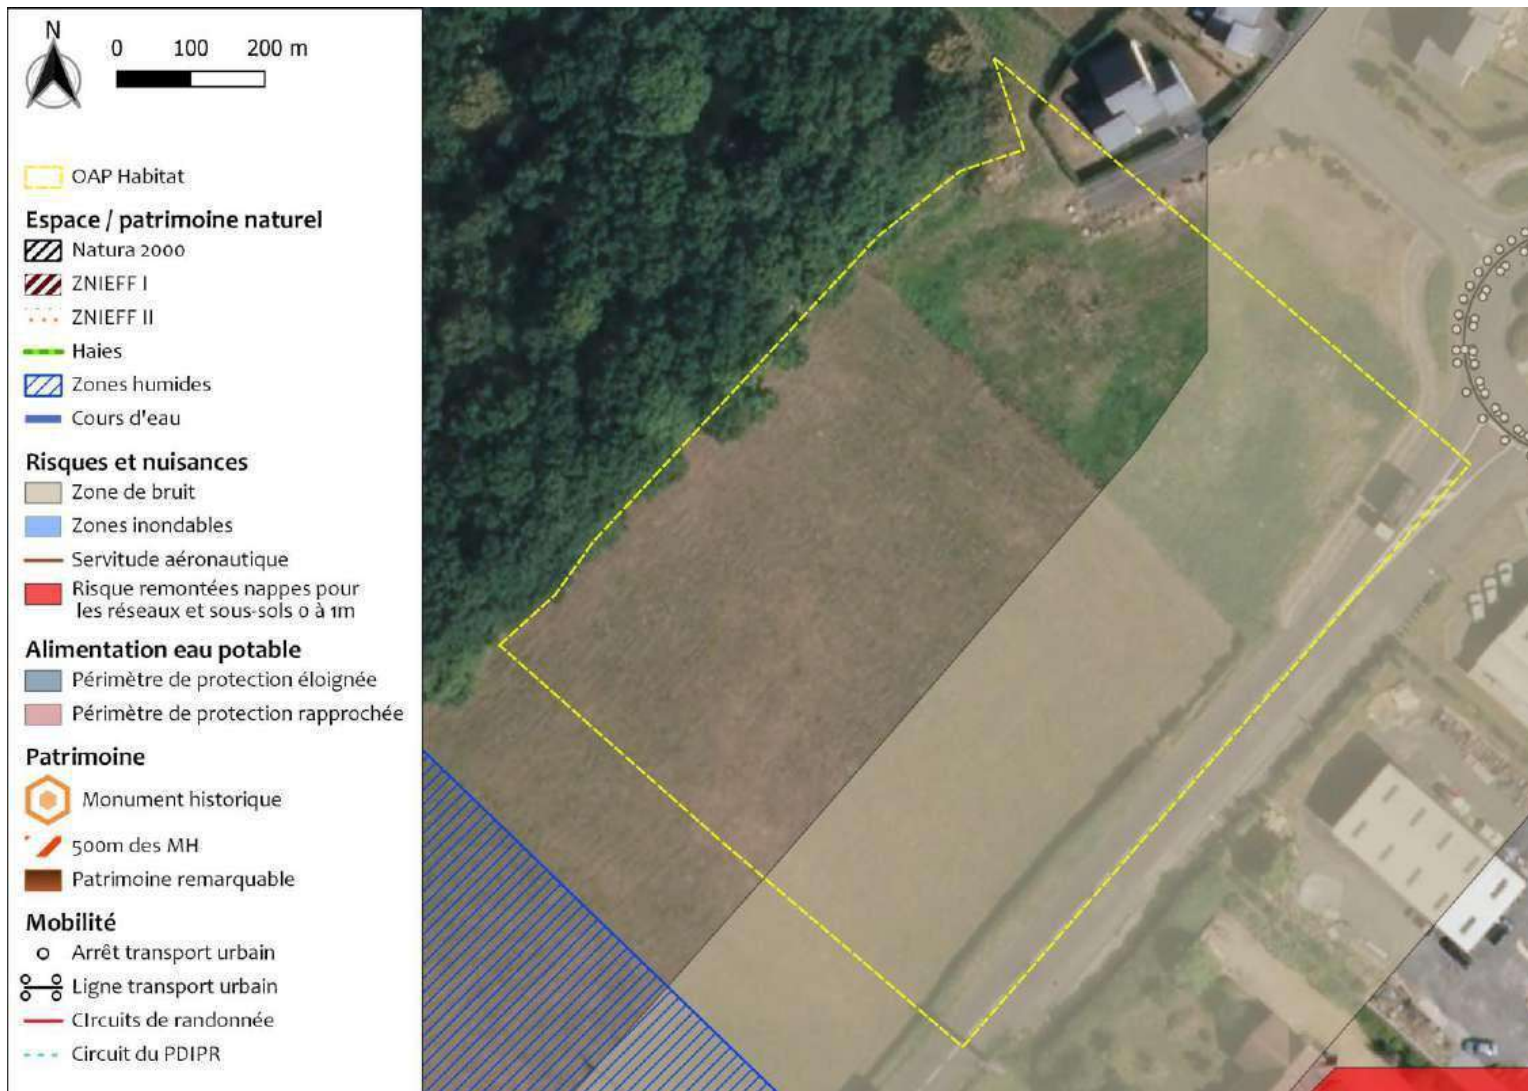 N
0 100 200 m
OAP Habitat
Espace / patrimoine naturel
Natura 2000
ZNIEFF I
ZNIEFF II
Haies
Zones humides
Cours d'eau
Risques et nuisances
Zone de bruit
Zones inondables
Servitude aéronautique
Risque remontées nappes pour
les réseaux et sous-sols 0 à 1m
Alimentation eau potable
Périmètre de protection éloignée
Périmètre de protection rapprochée
Patrimoine
Monument historique
500m des MH
Patrimoine remarquable
Mobilité
Arrêt transport urbain
Ligne transport urbain
CIrcuits de randonnée
Circuit du PDIPR